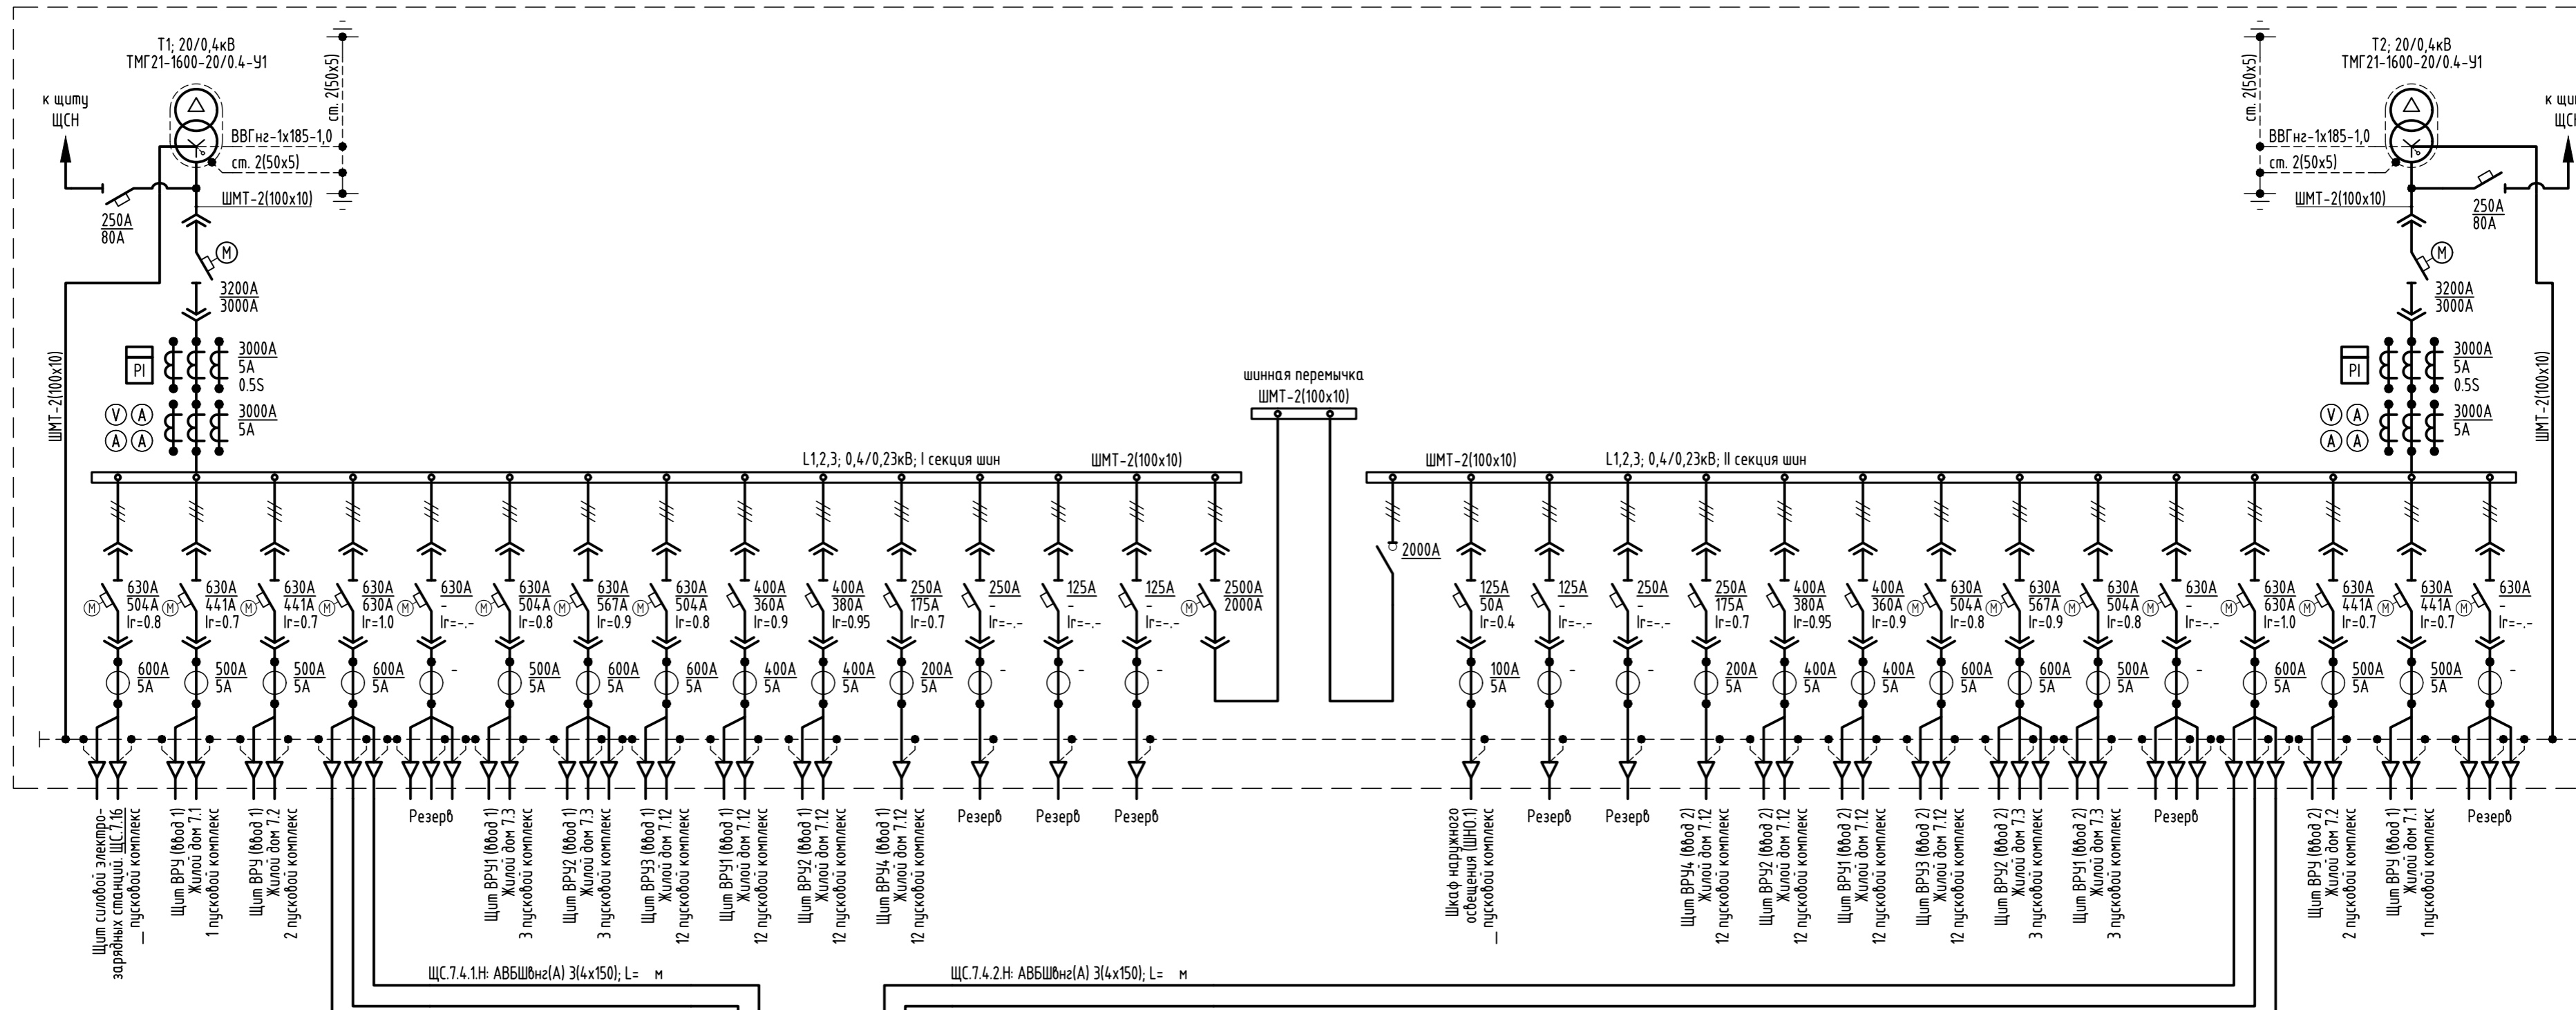 Т1; 20/0,4кВ
ТМГ21-1600-20/0.4-У1
к щиту
ЩСН
ст. 2(50х5)
ВВГнг-1х185-1,0
ст. 2(50х5)
ШМТ-2(100х10)
250А
80А
М
3200А
3000А
ШМТ-2(100х10)
PI
3000А
5А
0.5S
V A
A A
3000А
5А
Т2; 20/0,4кВ
ТМГ21-1600-20/0.4-У1
ст. 2(50х5)
ВВГнг-1х185-1,0
ст. 2(50х5)
ШМТ-2(100х10)
250А
80А
М
3200А
3000А
ШМТ-2(100х10)
PI
3000А
5А
0.5S
V A
A A
3000А
5А
шинная перемычка
ШМТ-2(100х10)
L1,2,3; 0,4/0,23кВ; I секция шин
ШМТ-2(100х10)
ШМТ-2(100х10)
L1,2,3; 0,4/0,23кВ; II секция шин
М
630А
504А
Ir=0.8
600А
5А
М
630А
441А
Ir=0.7
500А
5А
М
630А
441А
Ir=0.7
500А
5А
М
630А
630А
Ir=1.0
600А
5А
М
630А
-
Ir=-.-
-
М
630А
504А
Ir=0.8
500А
5А
М
630А
567А
Ir=0.9
600А
5А
М
630А
504А
Ir=0.8
600А
5А
400А
360А
Ir=0.9
400А
5А
400А
380А
Ir=0.95
400А
5А
250А
175А
Ir=0.7
200А
5А
250А
-
Ir=-.-
-
125А
-
Ir=-.-
-
125А
-
Ir=-.-
-
М
2500А
2000А
2000А
125А
50А
Ir=0.4
100А
5А
125А
-
Ir=-.-
-
250А
-
Ir=-.-
-
250А
175А
Ir=0.7
200А
5А
400А
380А
Ir=0.95
400А
5А
400А
360А
Ir=0.9
400А
5А
М
630А
504А
Ir=0.8
600А
5А
М
630А
567А
Ir=0.9
600А
5А
М
630А
504А
Ir=0.8
500А
5А
М
630А
-
Ir=-.-
-
М
630А
630А
Ir=1.0
600А
5А
М
630А
441А
Ir=0.7
500А
5А
М
630А
441А
Ir=0.7
500А
5А
М
630А
-
Ir=-.-
-
Щит силовой электро-
зарядных станций. ЩС.7.16
_ пусковой комплекс
Щит ВРУ (ввод 1)
Жилой дом 7.1
1 пусковой комплекс
Щит ВРУ (ввод 1)
Жилой дом 7.2
2 пусковой комплекс
Резерв
Щит ВРУ1 (ввод 1)
Жилой дом 7.3
3 пусковой комплекс
Щит ВРУ2 (ввод 1)
Жилой дом 7.3
3 пусковой комплекс
Щит ВРУ3 (ввод 1)
Жилой дом 7.12
12 пусковой комплекс
Щит ВРУ1 (ввод 1)
Жилой дом 7.12
12 пусковой комплекс
Щит ВРУ2 (ввод 1)
Жилой дом 7.12
12 пусковой комплекс
Щит ВРУ4 (ввод 1)
Жилой дом 7.12
12 пусковой комплекс
Резерв
Резерв
Резерв
Шкаф наружного
освещения (ШНО.1)
_ пусковой комплекс
Резерв
Резерв
Щит ВРУ4 (ввод 2)
Жилой дом 7.12
12 пусковой комплекс
Щит ВРУ2 (ввод 2)
Жилой дом 7.12
12 пусковой комплекс
Щит ВРУ1 (ввод 2)
Жилой дом 7.12
12 пусковой комплекс
Щит ВРУ3 (ввод 2)
Жилой дом 7.12
12 пусковой комплекс
Щит ВРУ2 (ввод 2)
Жилой дом 7.3
3 пусковой комплекс
Щит ВРУ1 (ввод 2)
Жилой дом 7.3
3 пусковой комплекс
Резерв
Щит ВРУ (ввод 2)
Жилой дом 7.2
2 пусковой комплекс
Щит ВРУ (ввод 1)
Жилой дом 7.1
1 пусковой комплекс
Резерв
ЩС.7.4.1.Н: АВБШвнг(А) 3(4х150); L= м
ЩС.7.4.2.Н: АВБШвнг(А) 3(4х150); L= м